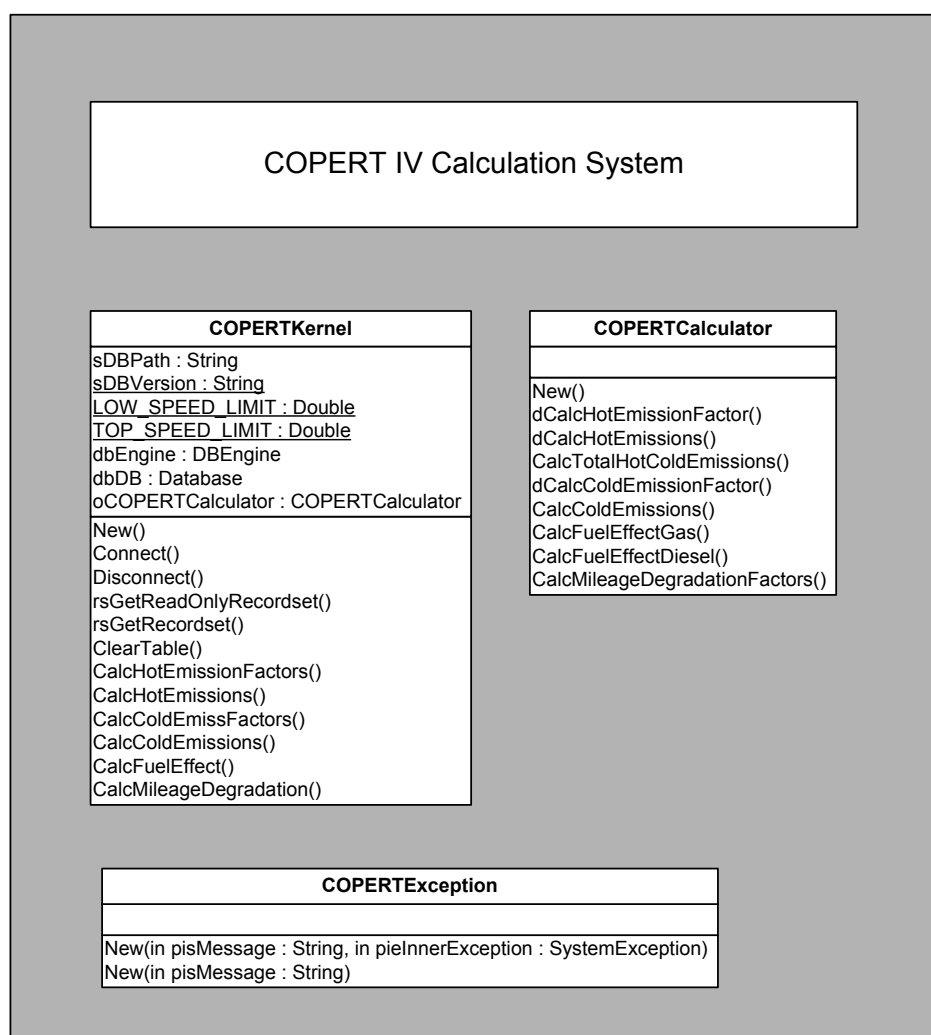 COPERT IV Calculation System
COPERTKernel
sDBPath : String
sDBVersion : String
LOW_SPEED_LIMIT : Double
TOP_SPEED_LIMIT : Double
dbEngine : DBEngine
dbDB : Database
oCOPERTCalculator : COPERTCalculator
New()
Connect()
Disconnect()
rsGetReadOnlyRecordset()
rsGetRecordset()
ClearTable()
CalcHotEmissionFactors()
CalcHotEmissions()
CalcColdEmissFactors()
CalcColdEmissions()
CalcFuelEffect()
CalcMileageDegradation()
COPERTCalculator
New()
dCalcHotEmissionFactor()
dCalcHotEmissions()
CalcTotalHotColdEmissions()
dCalcColdEmissionFactor()
CalcColdEmissions()
CalcFuelEffectGas()
CalcFuelEffectDiesel()
CalcMileageDegradationFactors()
COPERTException
New(in pisMessage : String, in pieInnerException : SystemException)
New(in pisMessage : String)